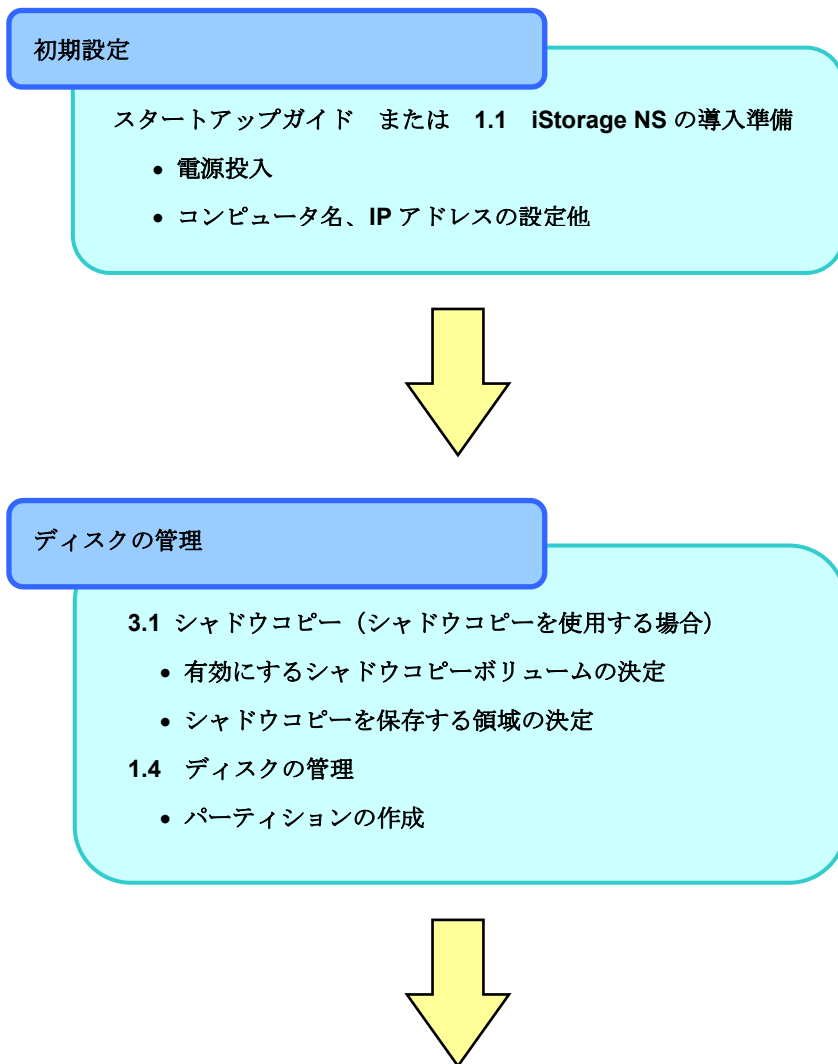 初期設定
スタートアップガイド　または　1.1　iStorage NS の導入準備
• 電源投入
• コンピュータ名、IP アドレスの設定他
ディスクの管理
3.1 シャドウコピー（シャドウコピーを使用する場合）
• 有効にするシャドウコピーボリュームの決定
• シャドウコピーを保存する領域の決定
1.4　ディスクの管理
• パーティションの作成